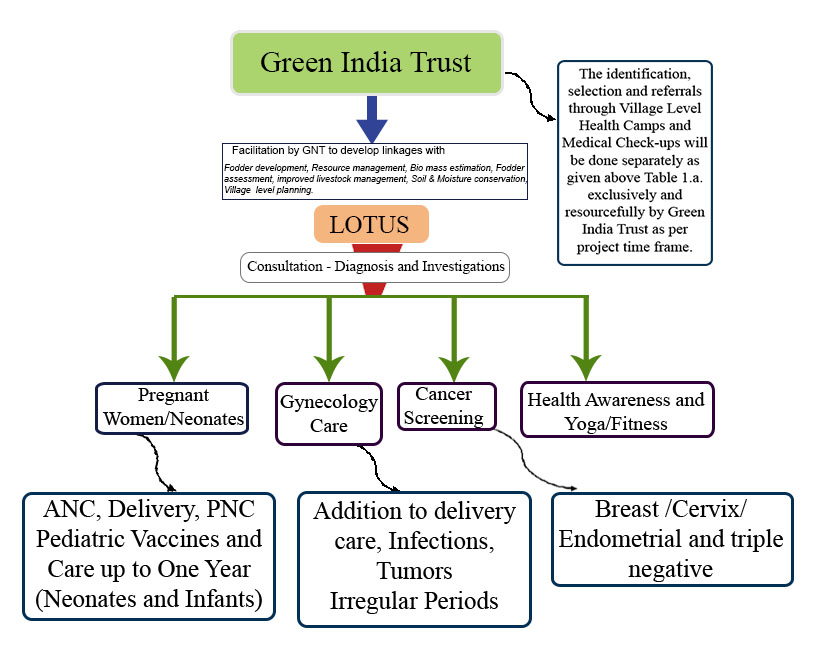 Green India Trust
The identification,
selection and referrals
through Village Level
Health Camps and
Medical Check-ups will
be done separately as
given above Table 1.a.
exclusively and
resourcefully by Green
India Trust as per
project time frame.
Facilitation by GNT to develop linkages with
Fodder development, Resource management, Bio mass estimation, Fodder
assessment, improved livestock management, Soil & Moisture conservation,
Village level planning.
LOTUS
Consultation - Diagnosis and Investigations
Pregnant
Women/Neonates
Gynecology
Care
Cancer
Screening
Health Awareness and
Yoga/Fitness
ANC, Delivery, PNC
Pediatric Vaccines and
Care up to One Year
(Neonates and Infants)
Addition to delivery
care, Infections,
Tumors
Irregular Periods
Breast /Cervix/
Endometrial and triple
negative